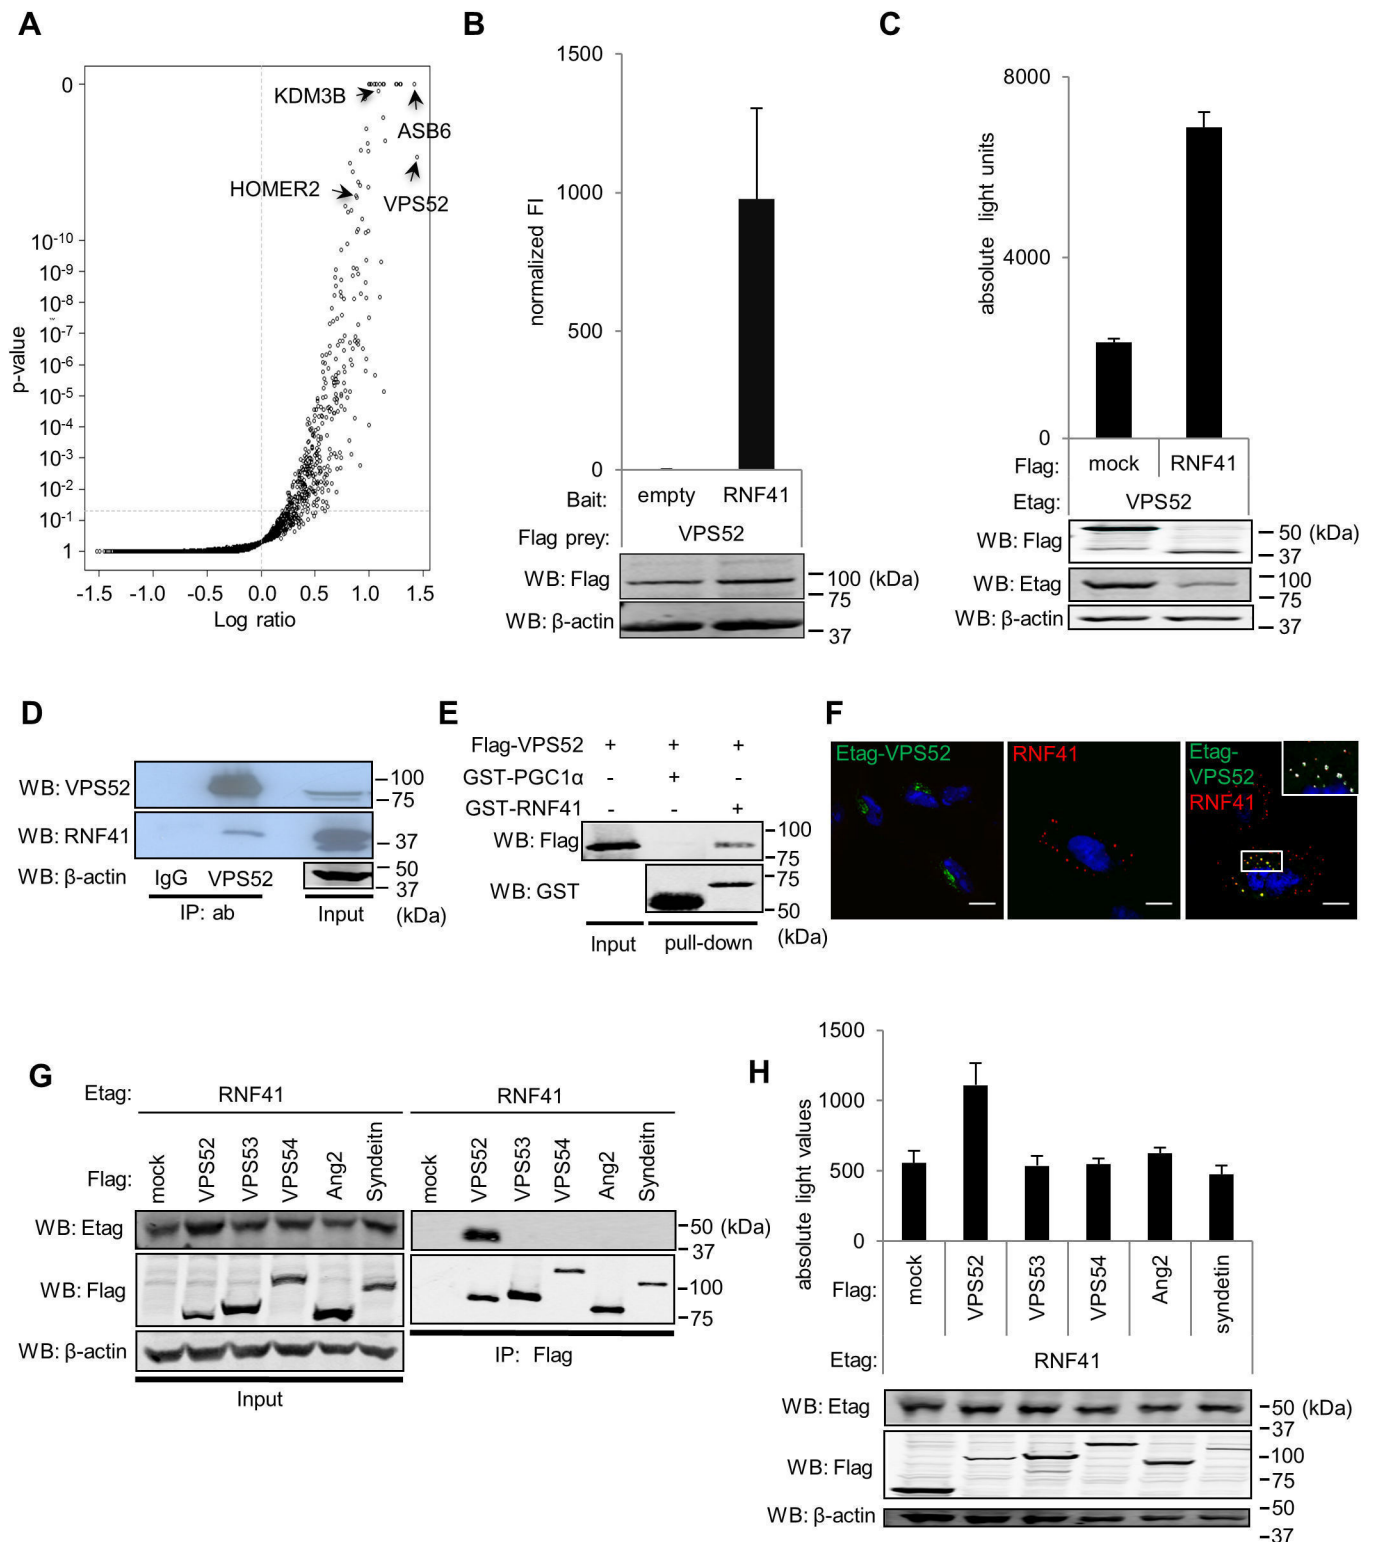 A
0
KDM3B
ASB6
HOMER2
VPS52
10-10
10-9
10-8
10-7
10-6
10-5
10-4
10-3
10-2
10-1
1
p-value
-1.5 -1.0 -0.5 0.0 0.5 1.0 1.5
Log ratio
B
1500
1000
500
0
normalized FI
Bait: empty RNF41
Flag prey: VPS52
WB: Flag 100 (kDa)
75
WB: β-actin
37
C
8000
4000
0
absolute light units
Flag: mock RNF41
Etag: VPS52
WB: Flag 50 (kDa)
37
WB: Etag 100
75
WB: β-actin
37
D
WB: VPS52 100
75
WB: RNF41 37
WB: β-actin IgG VPS52 50
37
IP: ab Input (kDa)
E
Flag-VPS52 + + +
GST-PGC1α - + -
GST-RNF41 - - +
WB: Flag 100
75
WB: GST 75
50
Input pull-down (kDa)
F
Etag-VPS52
RNF41
Etag-
VPS52
RNF41
G
Etag: RNF41 RNF41
Flag: mock VPS52 VPS53 VPS54 Ang2 Syndeitn mock VPS52 VPS53 VPS54 Ang2 Syndeitn
WB: Etag 50 (kDa)
37
WB: Flag 100
75
WB: β-actin
IP: Flag
Input
H
1500
1000
500
0
absolute light values
Flag: mock VPS52 VPS53 VPS54 Ang2 syndetin
Etag: RNF41
WB: Etag 50 (kDa)
37
WB: Flag 100
75
50
WB: β-actin
37